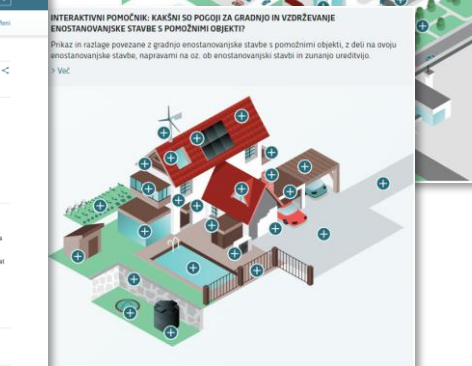 INTERAKTIVNI POMOČNIK: KAKŠNI SO POGOJI ZA GRADNJO IN VZDRŽEVANJE
ENOSTANOVANJSKE STAVBE S POMOŽNIMI OBJEKTI?
Prikaz in razlage povezane z gradnjo enostanovanjske stavbe s pomožnimi objekti, z deli na ovoju
enostanovanjske stavbe, napravami na oz. ob enostanovanjski stavbi in zunanjo ureditvijo.
> Več